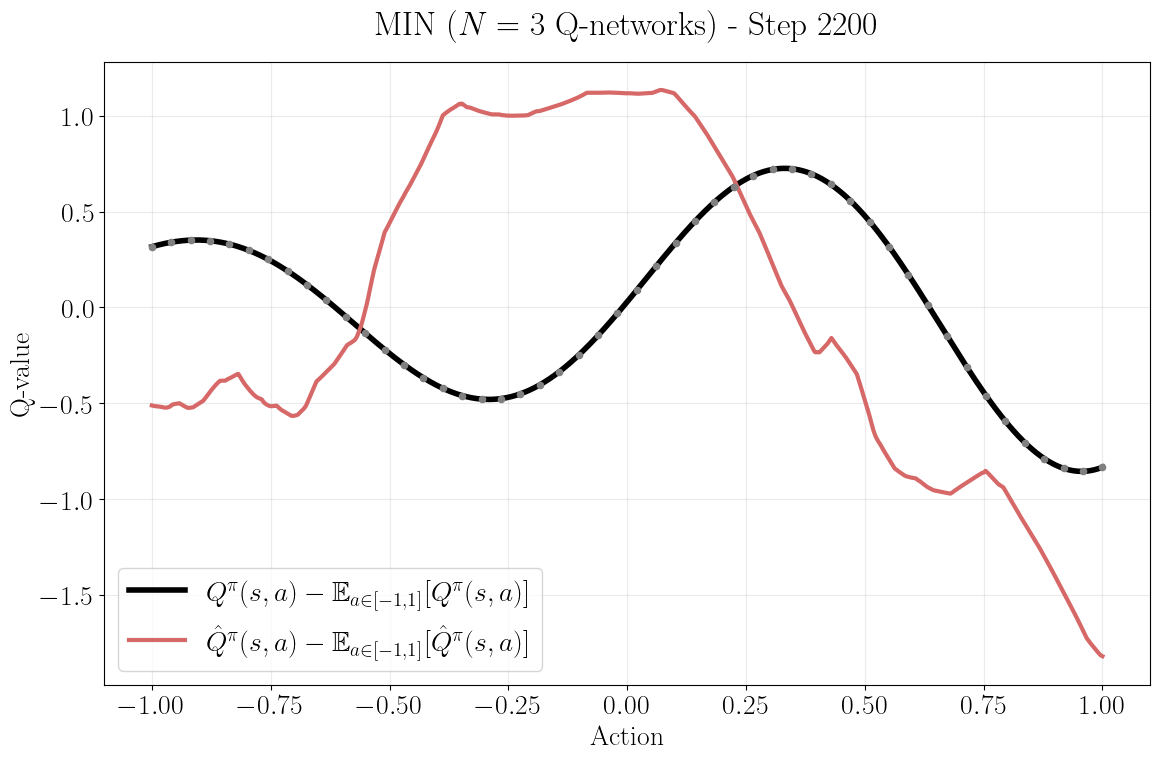 MIN (N = 3 Q-networks) - Step 2200
1.0
0.5
0.0
−0.5
−1.0
−1.5
Q-value
Q^π(s, a) − 𝔼_{a∈[−1,1]}[Q^π(s, a)]
Q̂^π(s, a) − 𝔼_{a∈[−1,1]}[Q̂^π(s, a)]
−1.00 −0.75 −0.50 −0.25 0.00 0.25 0.50 0.75 1.00
Action